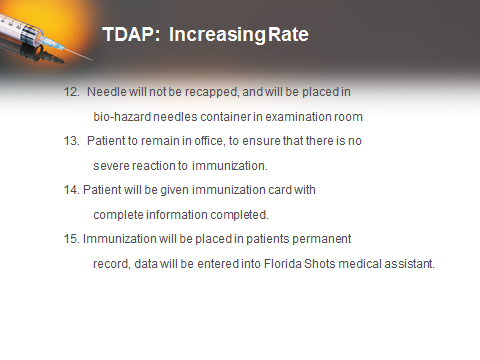 TDAP: Increasing Rate
12. Needle will not be recapped, and will be placed in
bio-hazard needles container in examination room
13. Patient to remain in office, to ensure that there is no
severe reaction to immunization.
14. Patient will be given immunization card with
complete information completed.
15. Immunization will be placed in patients permanent
record, data will be entered into Florida Shots medical assistant.